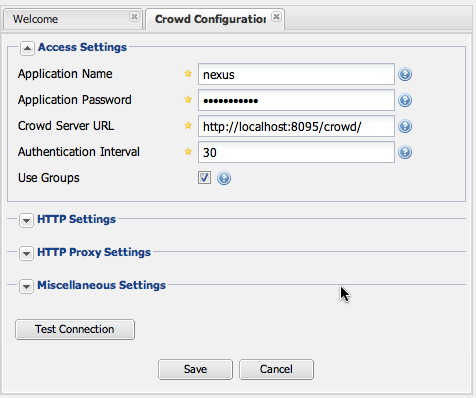 Welcome
Crowd Configuration
Access Settings
Application Name nexus
Application Password •••••••••••
Crowd Server URL http://localhost:8095/crowd/
Authentication Interval 30
Use Groups
HTTP Settings
HTTP Proxy Settings
Miscellaneous Settings
Test Connection
Save Cancel